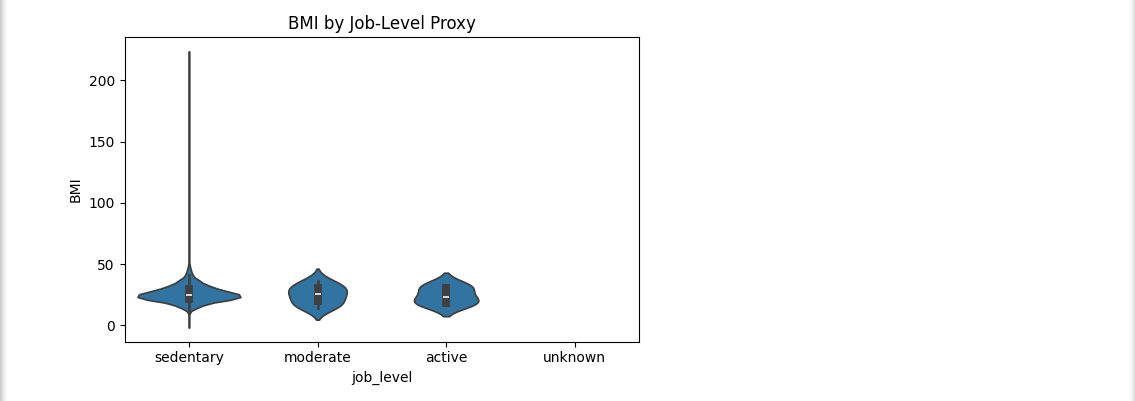 BMI by Job-Level Proxy
200
150
100
50
0
BMI
sedentary moderate active unknown
job_level